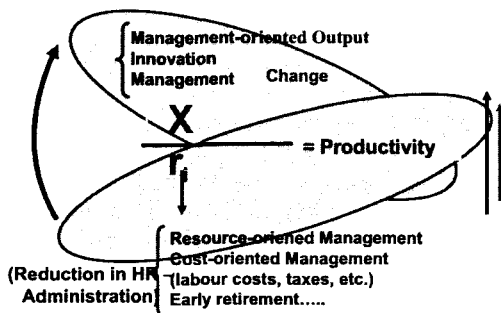 Management-oriented Output
Innovation
Management Change
X
= Productivity
Resource-oriened Management
Cost-oriented Management
(Reduction in HR
(labour costs, taxes, etc.)
Administration
Early retirement.....